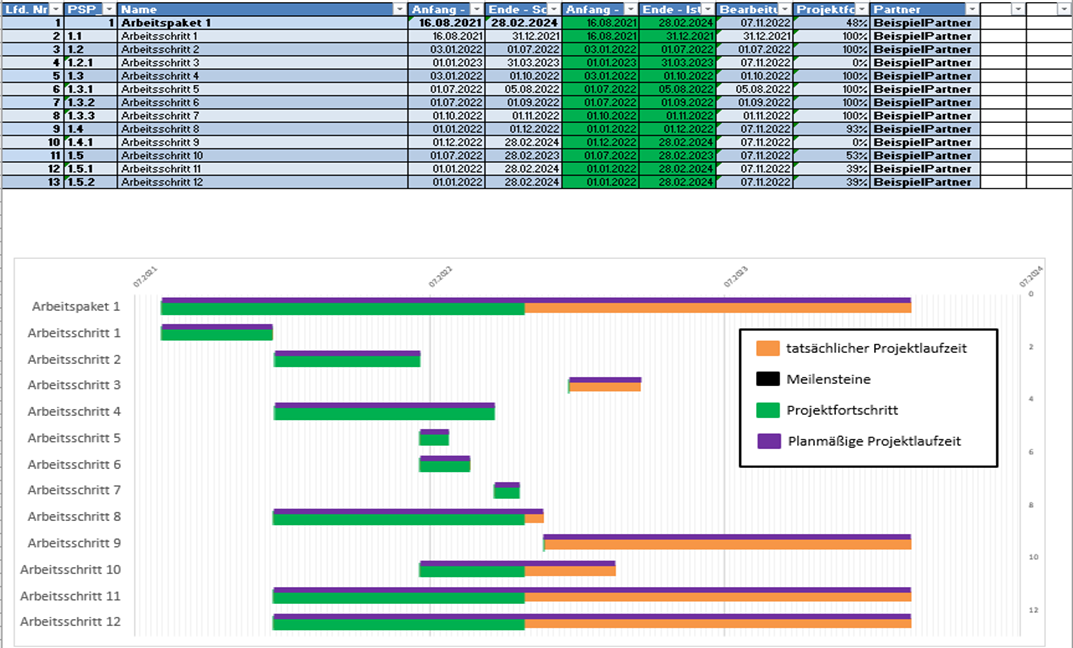 Lfd. Nr PSP_ Name Anfang - Ende - Sc Anfang - Ende - Ist Bearbeitu Projektfo Partner
1 1 Arbeitspaket 1 16.08.2021 28.02.2024 16.08.2021 28.02.2024 07.11.2022 48% BeispielPartner
2 1.1 Arbeitsschritt 1 16.08.2021 31.12.2021 16.08.2021 31.12.2021 31.12.2021 100% BeispielPartner
3 1.2 Arbeitsschritt 2 03.01.2022 01.07.2022 03.01.2022 01.07.2022 01.07.2022 100% BeispielPartner
4 1.2.1 Arbeitsschritt 3 01.01.2023 31.03.2023 01.01.2023 31.03.2023 07.11.2022 0% BeispielPartner
5 1.3 Arbeitsschritt 4 03.01.2022 01.10.2022 03.01.2022 01.10.2022 01.10.2022 100% BeispielPartner
6 1.3.1 Arbeitsschritt 5 01.07.2022 05.08.2022 01.07.2022 05.08.2022 05.08.2022 100% BeispielPartner
7 1.3.2 Arbeitsschritt 6 01.07.2022 01.09.2022 01.07.2022 01.09.2022 01.09.2022 100% BeispielPartner
8 1.3.3 Arbeitsschritt 7 01.10.2022 01.11.2022 01.10.2022 01.11.2022 01.11.2022 100% BeispielPartner
9 1.4 Arbeitsschritt 8 01.01.2022 01.12.2022 01.01.2022 01.12.2022 07.11.2022 93% BeispielPartner
10 1.4.1 Arbeitsschritt 9 01.12.2022 28.02.2024 01.12.2022 28.02.2024 07.11.2022 0% BeispielPartner
11 1.5 Arbeitsschritt 10 01.07.2022 28.02.2023 01.07.2022 28.02.2023 07.11.2022 53% BeispielPartner
12 1.5.1 Arbeitsschritt 11 01.01.2022 28.02.2024 01.01.2022 28.02.2024 07.11.2022 39% BeispielPartner
13 1.5.2 Arbeitsschritt 12 01.01.2022 28.02.2024 01.01.2022 28.02.2024 07.11.2022 39% BeispielPartner
07.2021 07.2022 07.2023 07.2024
0
Arbeitspaket 1
Arbeitsschritt 1
2
Arbeitsschritt 2
Arbeitsschritt 3
4
Arbeitsschritt 4
Arbeitsschritt 5
6
Arbeitsschritt 6
Arbeitsschritt 7
8
Arbeitsschritt 8
Arbeitsschritt 9
10
Arbeitsschritt 10
Arbeitsschritt 11
12
Arbeitsschritt 12
tatsächlicher Projektlaufzeit
Meilensteine
Projektfortschritt
Planmäßige Projektlaufzeit